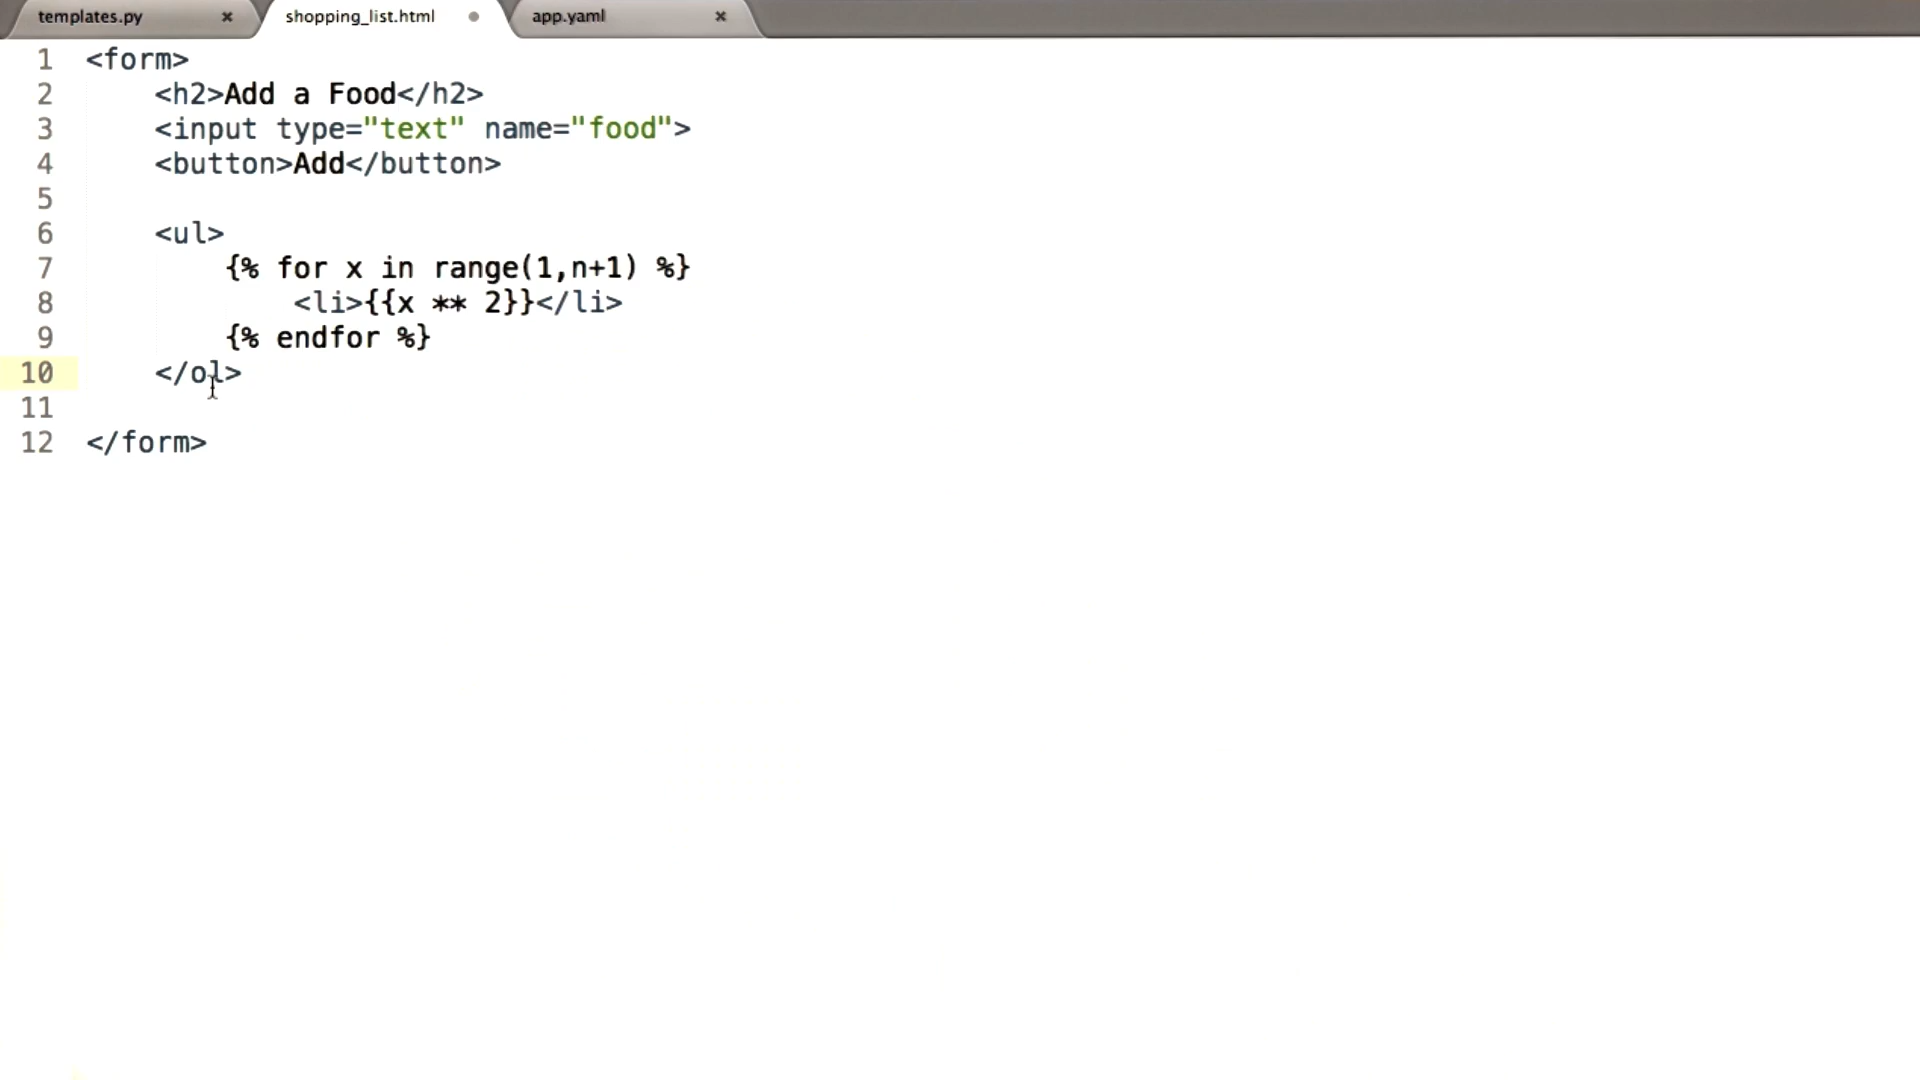 templates.py × shopping_list.html app.yaml ×
1 <form>
2 <h2>Add a Food</h2>
3 <input type="text" name="food">
4 <button>Add</button>
5
6 <ul>
7 {% for x in range(1,n+1) %}
8 <li>{{x ** 2}}</li>
9 {% endfor %}
10 </ol>
11
12 </form>